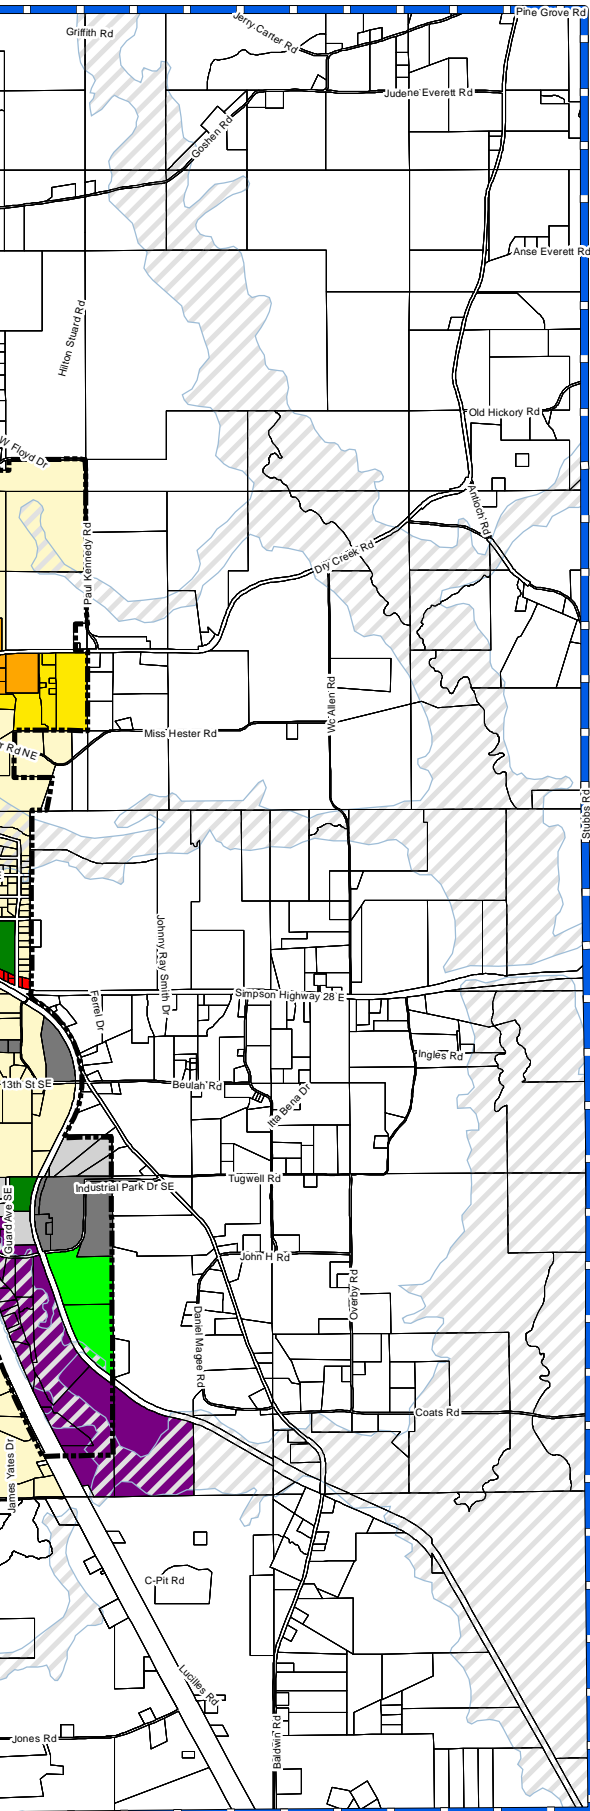 Pine Grove Rd
Jerry Carter Rd
Griffith Rd
Judene Everett Rd
Goshen Rd
Anse Everett Rd
Hilton Stuard Rd
Old Hickory Rd
W Floyd Dr
Antioch Rd
Paul Kennedy Rd
Dry Creek Rd
Wc Allen Rd
Miss Hester Rd
r Rd NE
Stubbs Rd
Johnny Ray Smith Dr
Simpson Highway 28 E
Ferrel Dr
Ingles Rd
13th St SE
Beulah Rd
Itta Bena Dr
Tugwell Rd
Industrial Park Dr SE
Guard Ave SE
John H Rd
Overby Rd
Daniel Magee Rd
Coats Rd
James Yates Dr
C-Pit Rd
Lucilles Rd
Baldwin Rd
Jones Rd